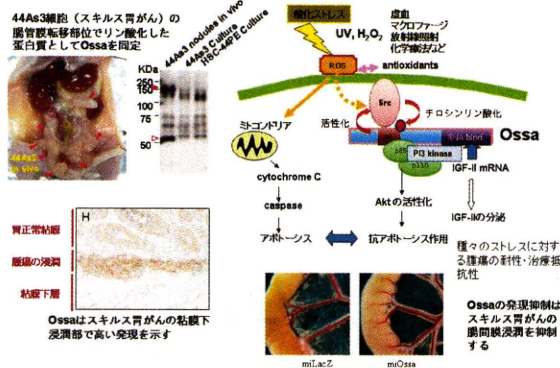 44As3細胞(スキルス胃がん)の
腸管膜転移部位でリン酸化した
蛋白質としてOssaを同定
44As3 nodules in vivo
44As3 Culture
HSC-44PE Culture
KDa
250
150
100
75
50
44As3
in vivo
酸化ストレス
UV, H₂O₂
虚血
マクロファージ
放射線照射
化学療法など
ROS
antioxidants
Src
活性化
チロシンリン酸化
Ossa
ミトコンドリア
p85
PI3 kinase
p110
IGF-II mRNA
cytochrome C
caspase
Aktの活性化
IGF-IIの分泌
アポトーシス
抗アポトーシス作用
種々のストレスに対す
る腫瘍の耐性・治療抵
抗性
H
胃正常粘膜
腫瘍の浸潤
粘膜下層
Ossaはスキルス胃がんの粘膜下
浸潤部で高い発現を示す
miLacZ
miOssa
Ossaの発現抑制は
スキルス胃がんの
腸間膜浸潤を抑制
する